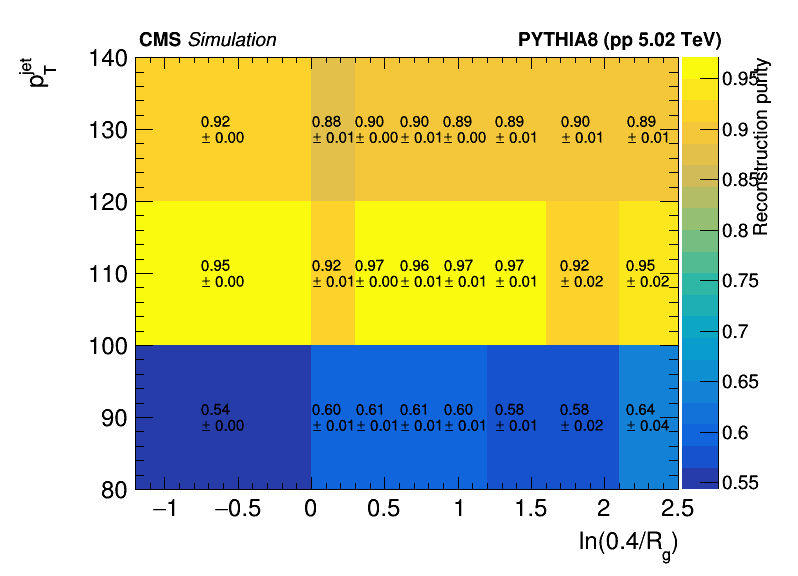 CMS Simulation PYTHIA8 (pp 5.02 TeV)
p_T^jet
140
130
120
110
100
90
80
0.92 0.88 0.90 0.90 0.89 0.89 0.90 0.89
± 0.00 ± 0.01 ± 0.00 ± 0.01 ± 0.00 ± 0.01 ± 0.01 ± 0.01
0.95 0.92 0.97 0.96 0.97 0.97 0.92 0.95
± 0.00 ± 0.01 ± 0.00 ± 0.01 ± 0.01 ± 0.01 ± 0.02 ± 0.02
0.54 0.60 0.61 0.61 0.60 0.58 0.58 0.64
± 0.00 ± 0.01 ± 0.01 ± 0.01 ± 0.01 ± 0.01 ± 0.02 ± 0.04
−1 −0.5 0 0.5 1 1.5 2 2.5
ln(0.4/R_g)
0.95
0.9
0.85
0.8
0.75
0.7
0.65
0.6
0.55
Reconstruction purity